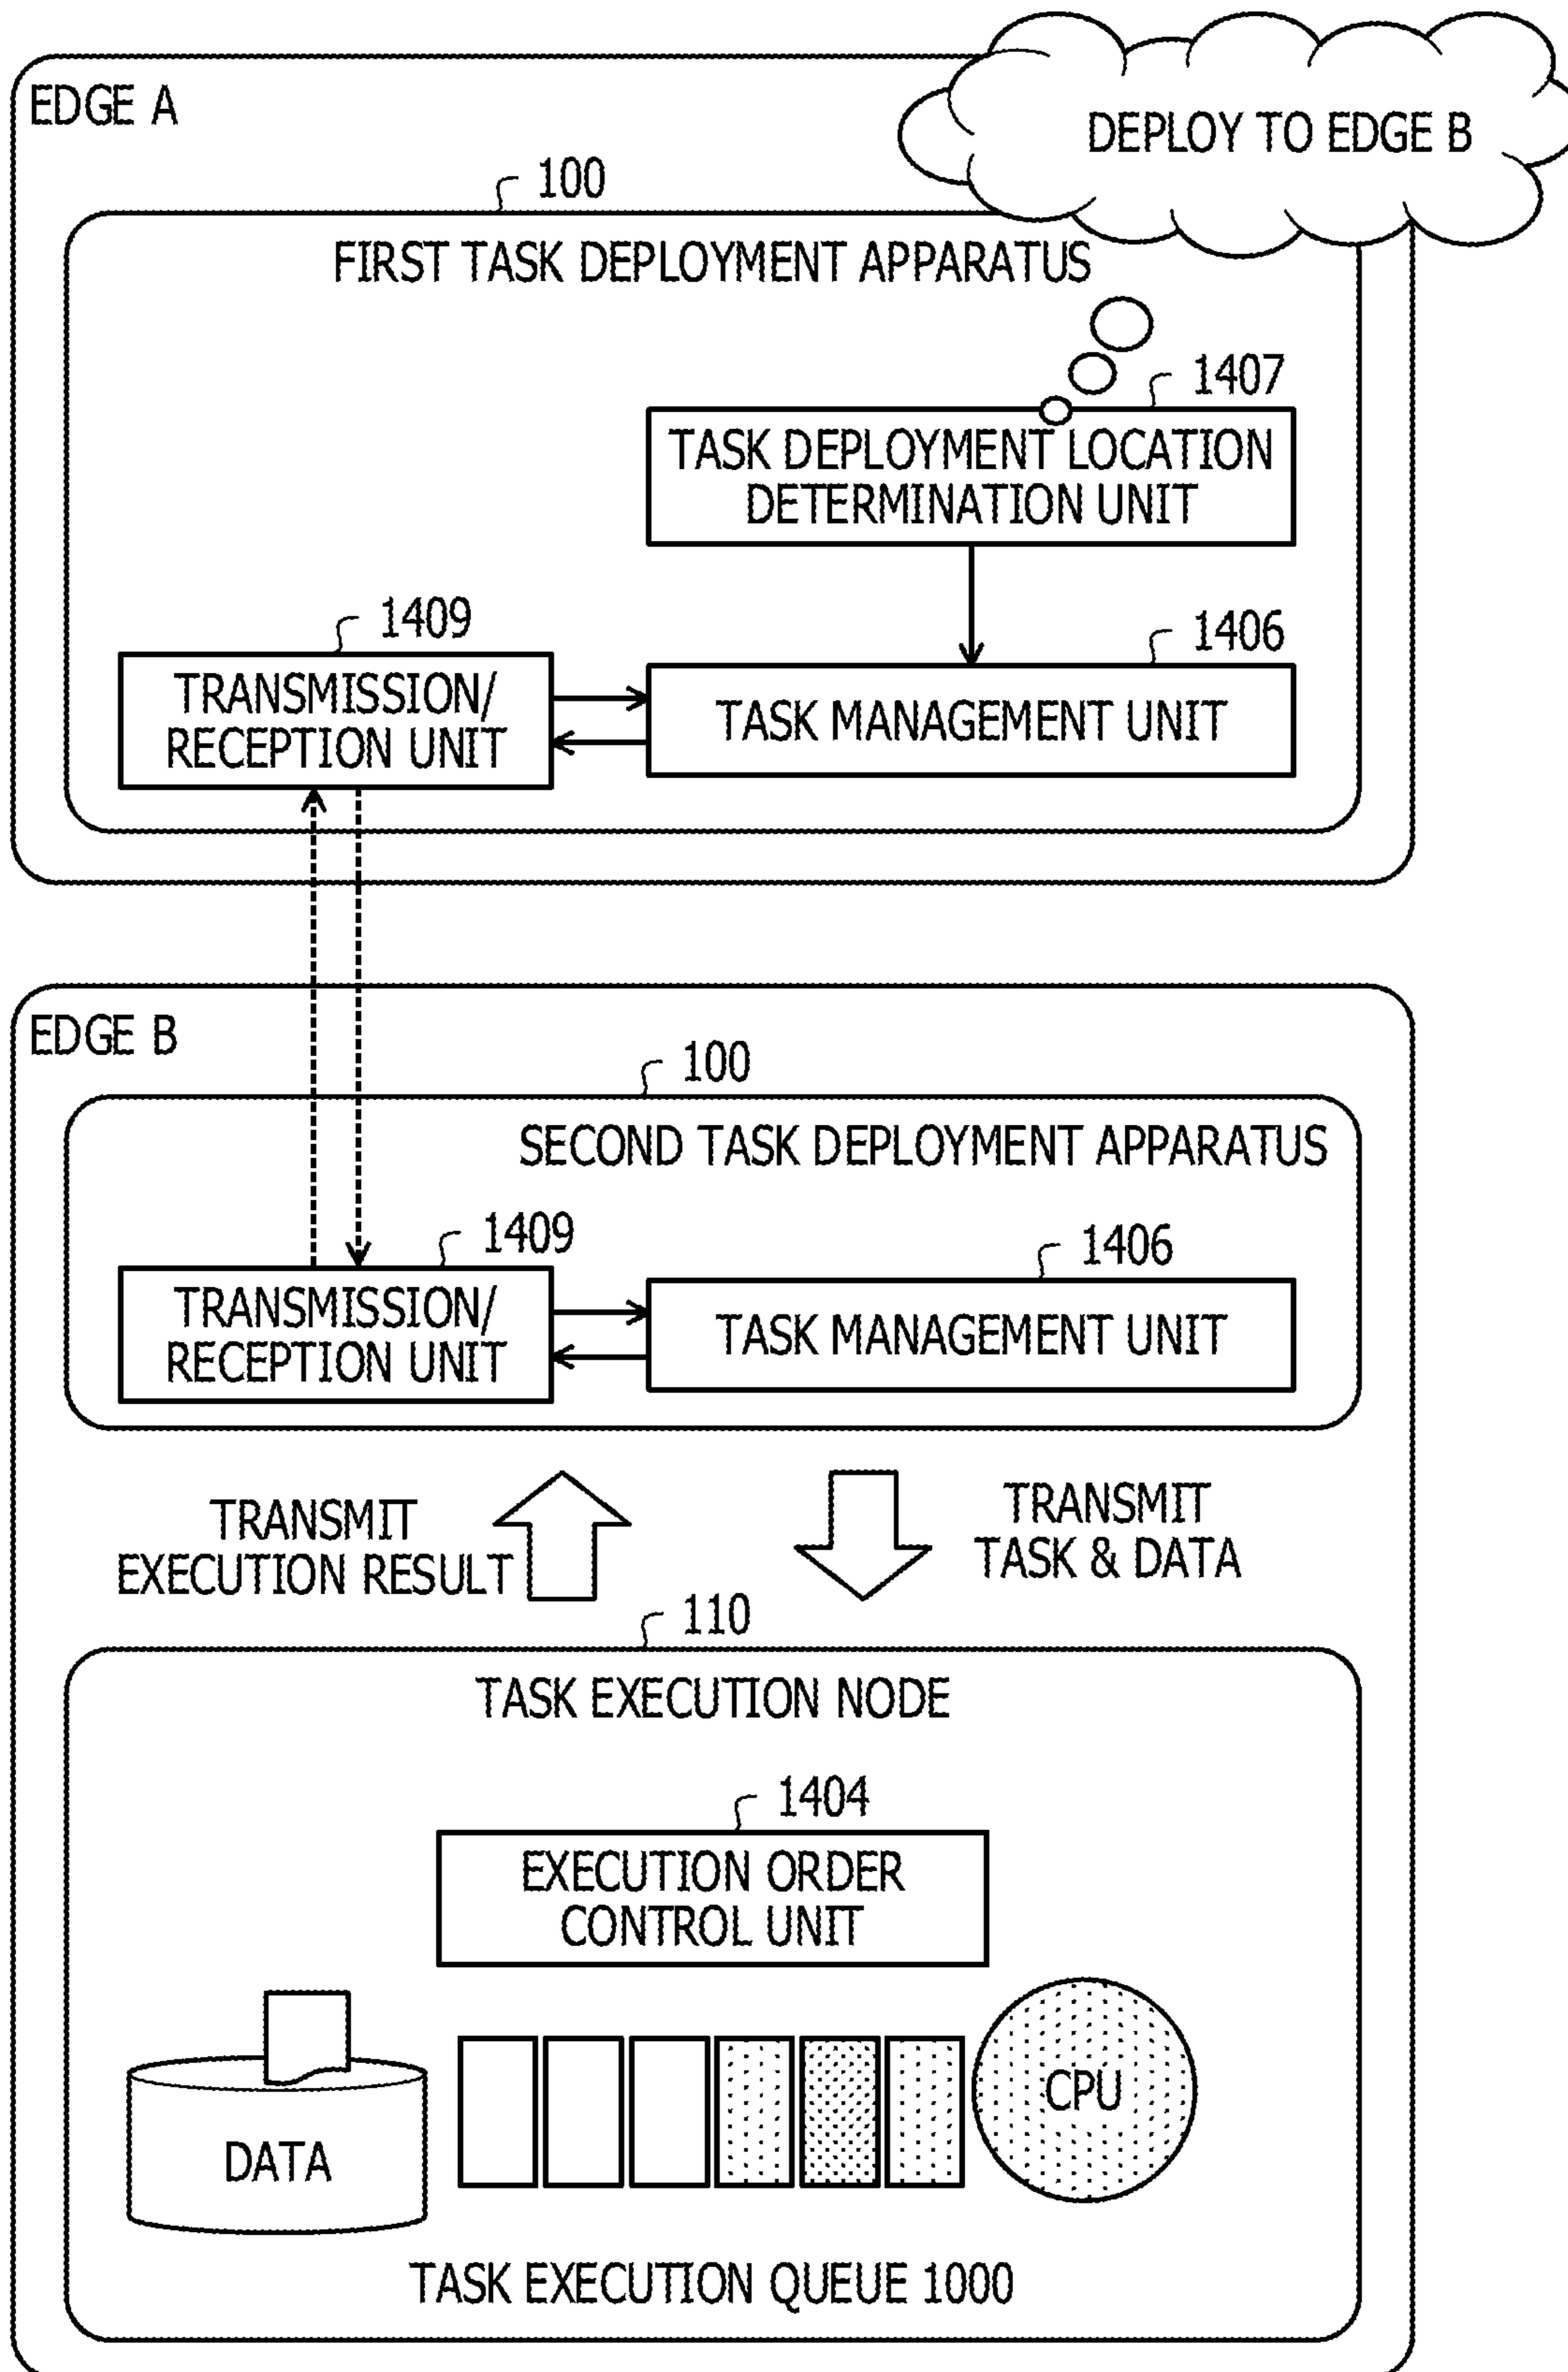 EDGE A
DEPLOY TO EDGE B
100
FIRST TASK DEPLOYMENT APPARATUS
1407
TASK DEPLOYMENT LOCATION
DETERMINATION UNIT
1409
TRANSMISSION/
RECEPTION UNIT
1406
TASK MANAGEMENT UNIT
EDGE B
100
SECOND TASK DEPLOYMENT APPARATUS
1409
TRANSMISSION/
RECEPTION UNIT
1406
TASK MANAGEMENT UNIT
TRANSMIT
EXECUTION RESULT
TRANSMIT
TASK & DATA
110
TASK EXECUTION NODE
1404
EXECUTION ORDER
CONTROL UNIT
DATA
CPU
TASK EXECUTION QUEUE 1000